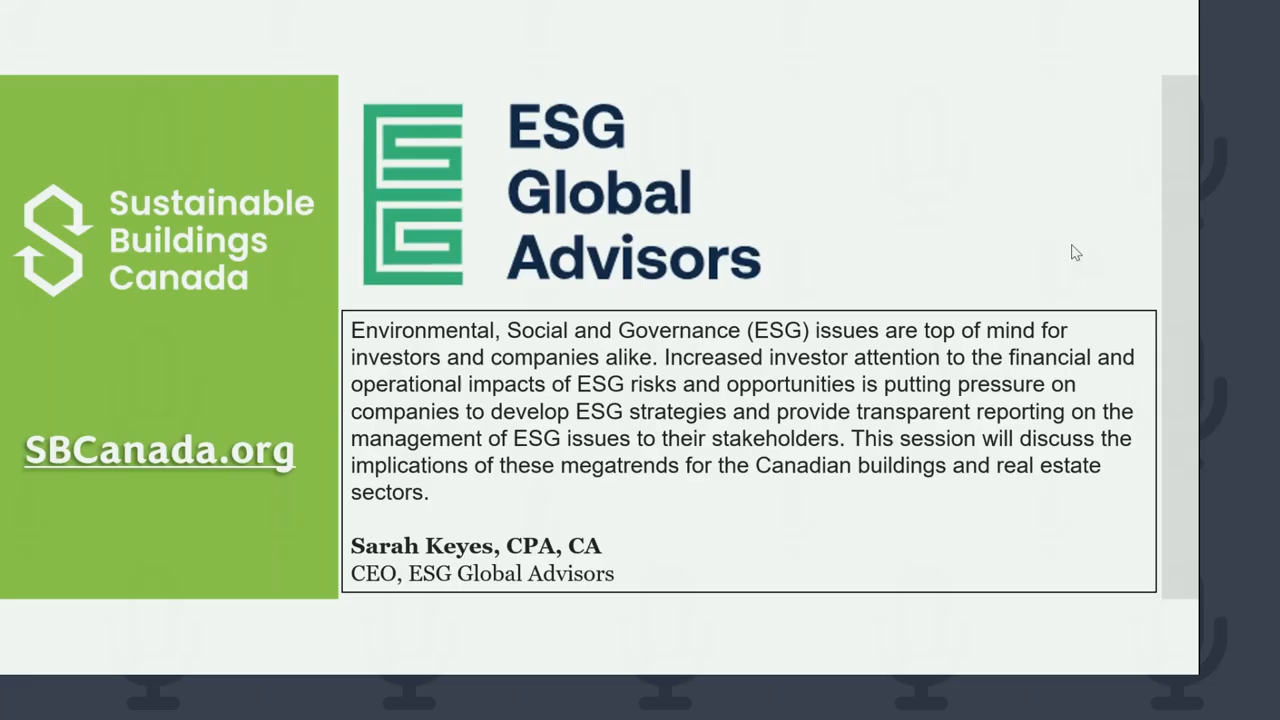 Sustainable
Buildings
Canada
SBCanada.org
ESG
Global
Advisors
Environmental, Social and Governance (ESG) issues are top of mind for
investors and companies alike. Increased investor attention to the financial and
operational impacts of ESG risks and opportunities is putting pressure on
companies to develop ESG strategies and provide transparent reporting on the
management of ESG issues to their stakeholders. This session will discuss the
implications of these megatrends for the Canadian buildings and real estate
sectors.
Sarah Keyes, CPA, CA
CEO, ESG Global Advisors